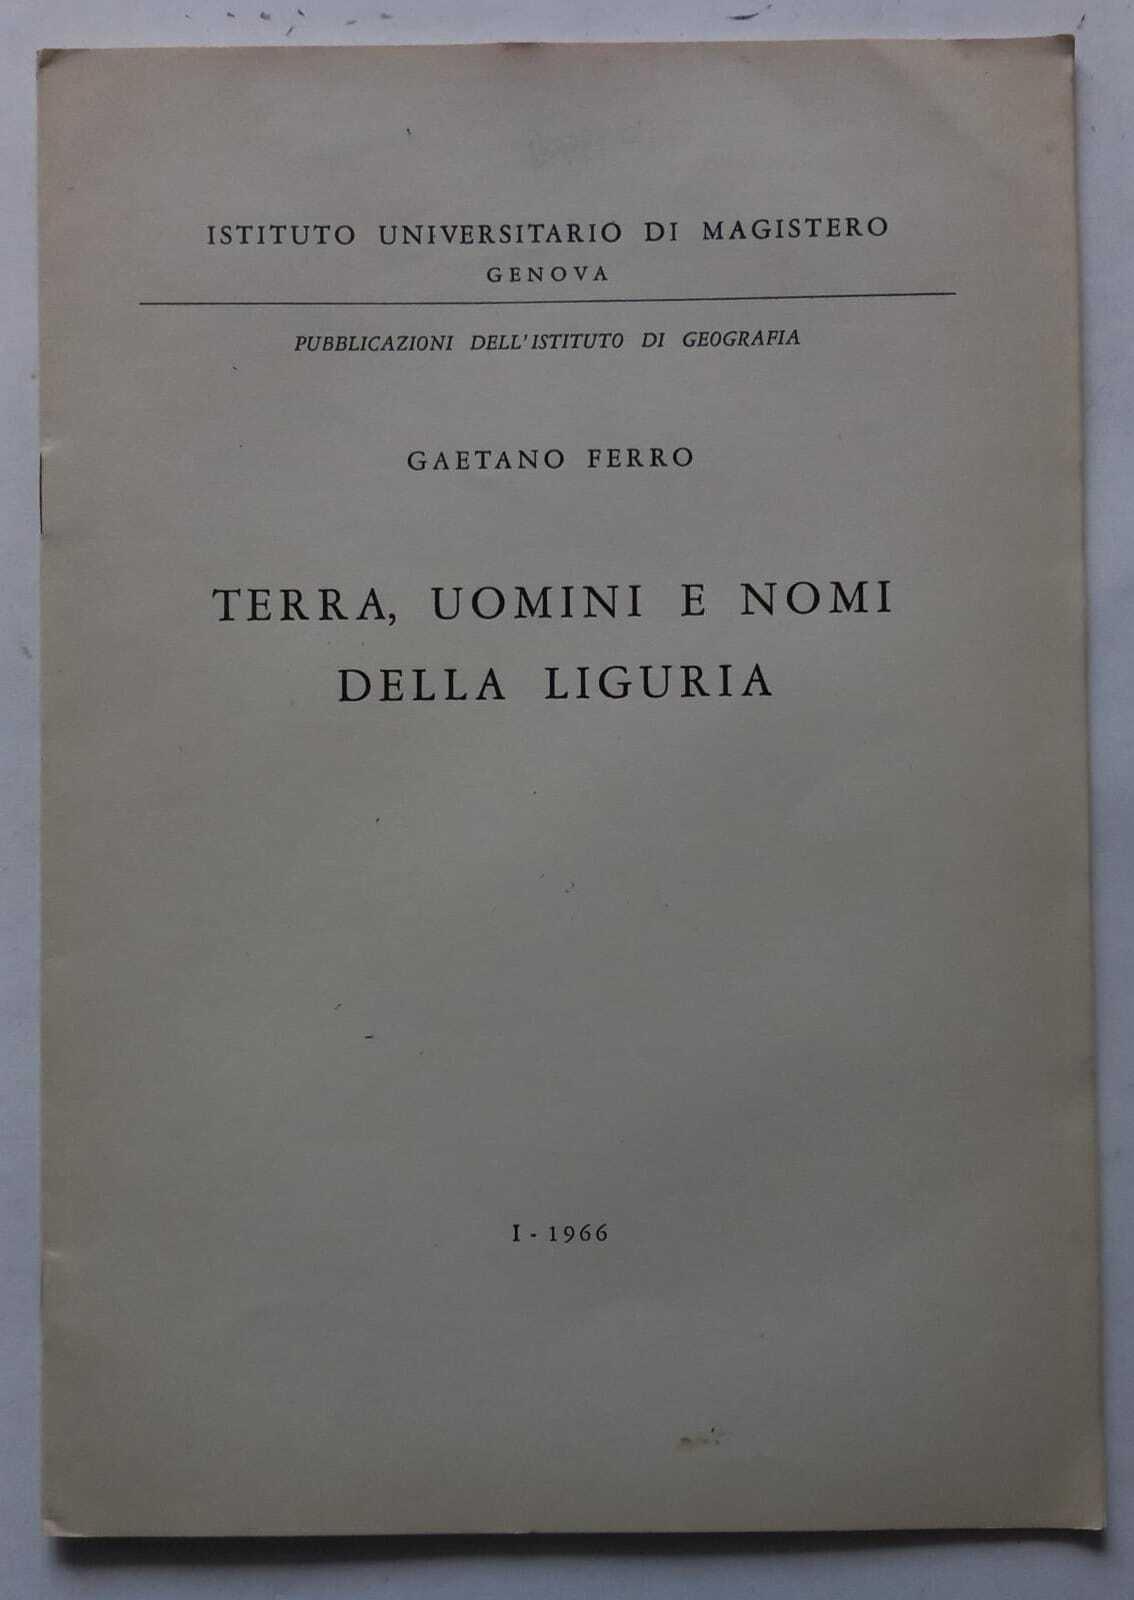 ISTITUTO UNIVERSITARIO DI MAGISTERO
GENOVA
PUBBLICAZIONI DELL'ISTITUTO DI GEOGRAFIA
GAETANO FERRO
TERRA, UOMINI E NOMI
DELLA LIGURIA
I - 1966